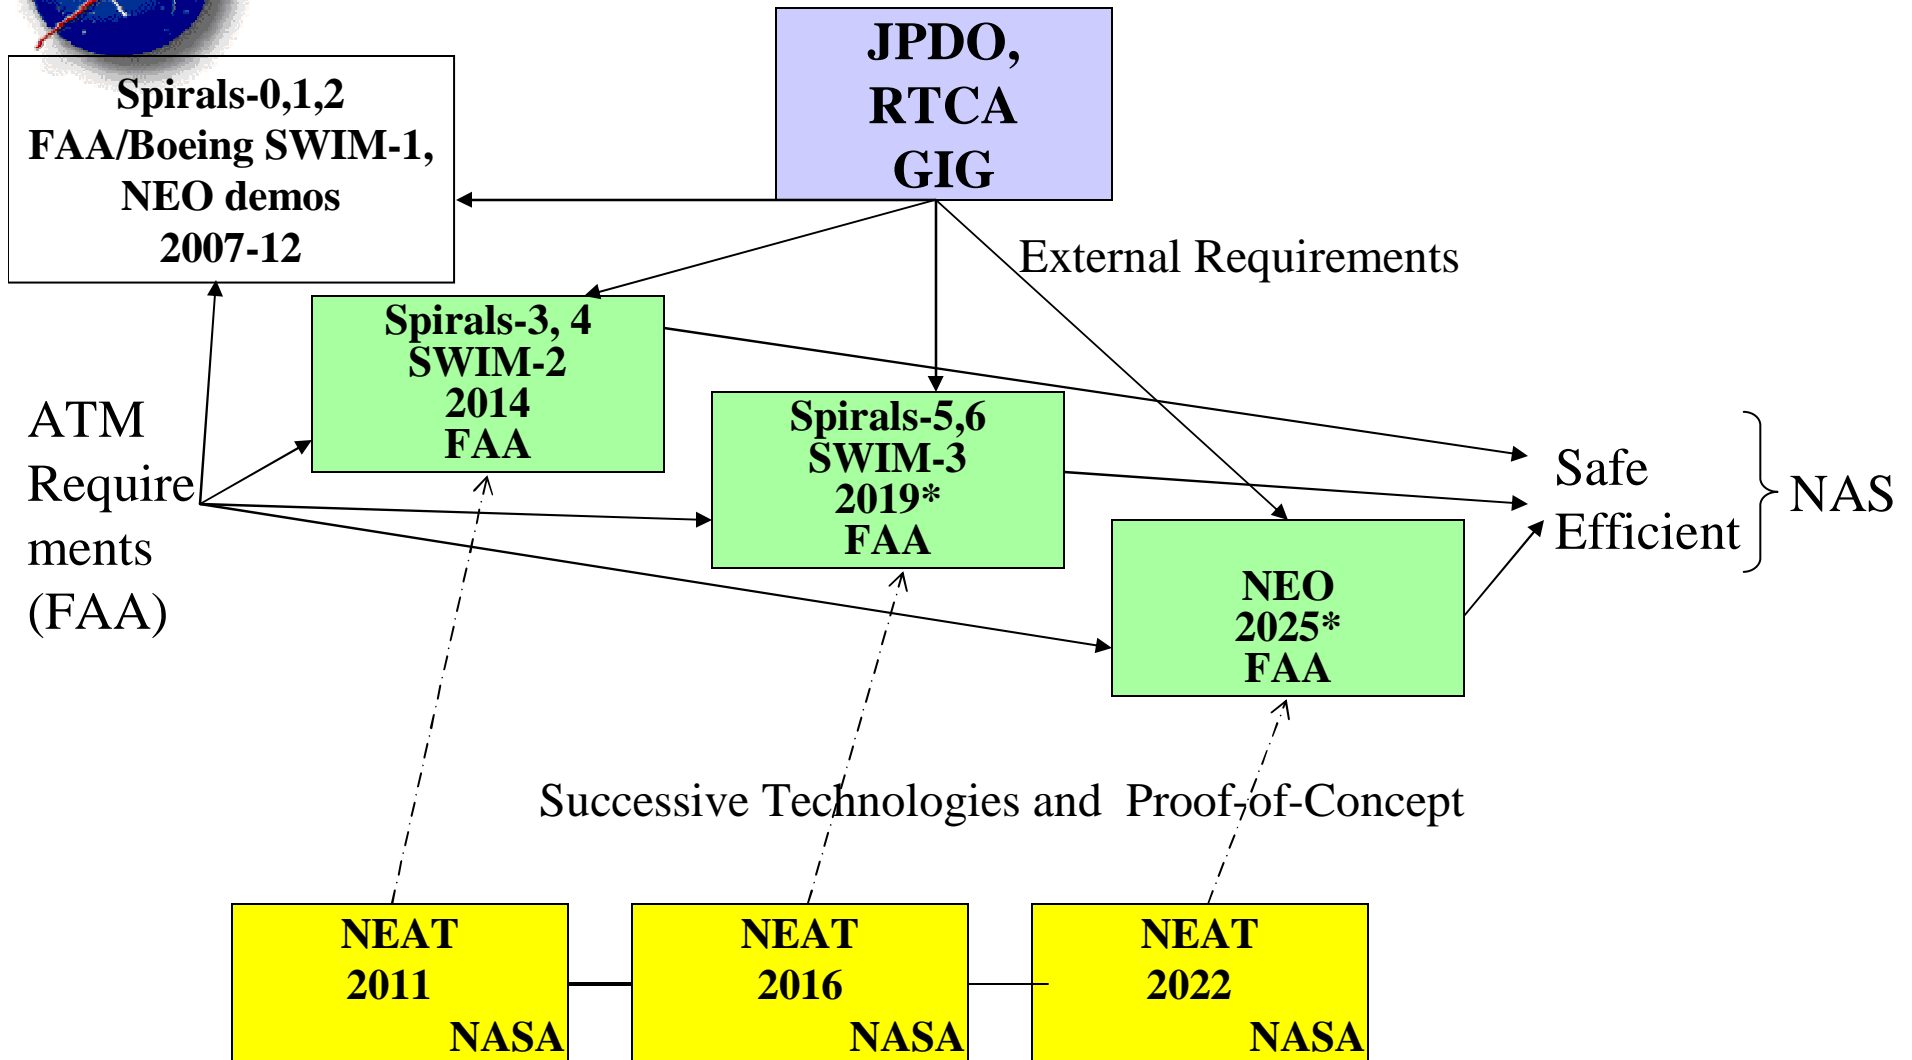 JPDO,
RTCA
GIG
Spirals-0,1,2
FAA/Boeing SWIM-1,
NEO demos
2007-12
External Requirements
Spirals-3, 4
SWIM-2
2014
FAA
ATM
Require
ments
(FAA)
Spirals-5,6
SWIM-3
2019*
FAA
Safe
Efficient
NAS
NEO
2025*
FAA
Successive Technologies and Proof-of-Concept
NEAT
2011
NASA
NEAT
2016
NASA
NEAT
2022
NASA